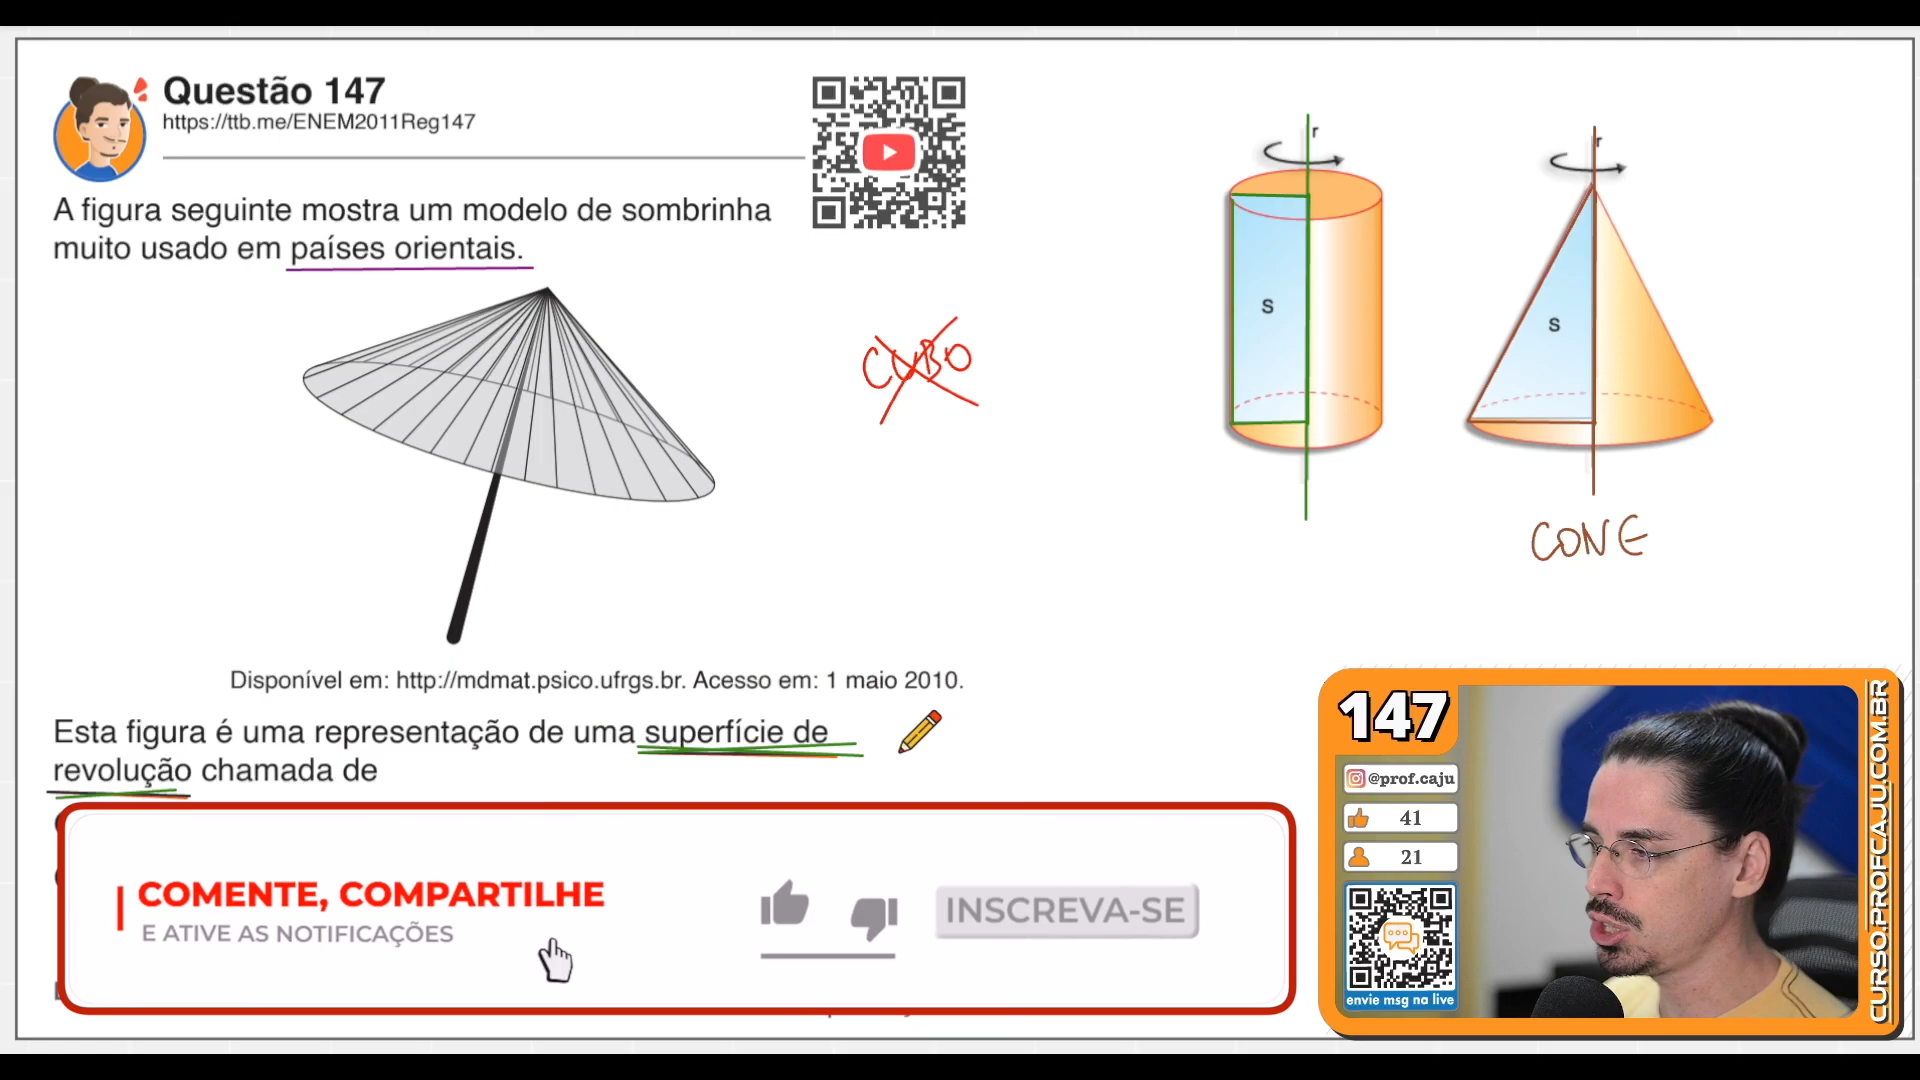 Questão 147
https://ttb.me/ENEM2011Reg147
A figura seguinte mostra um modelo de sombrinha
muito usado em países orientais.
CUBO
r
S
r
S
CONE
Disponível em: http://mdmat.psico.ufrgs.br. Acesso em: 1 maio 2010.
Esta figura é uma representação de uma superfície de
revolução chamada de
COMENTE, COMPARTILHE
E ATIVE AS NOTIFICAÇÕES
INSCREVA-SE
147
@prof.caju
41
21
envie msg na live
CURSO.PROFCAJU.COM.BR